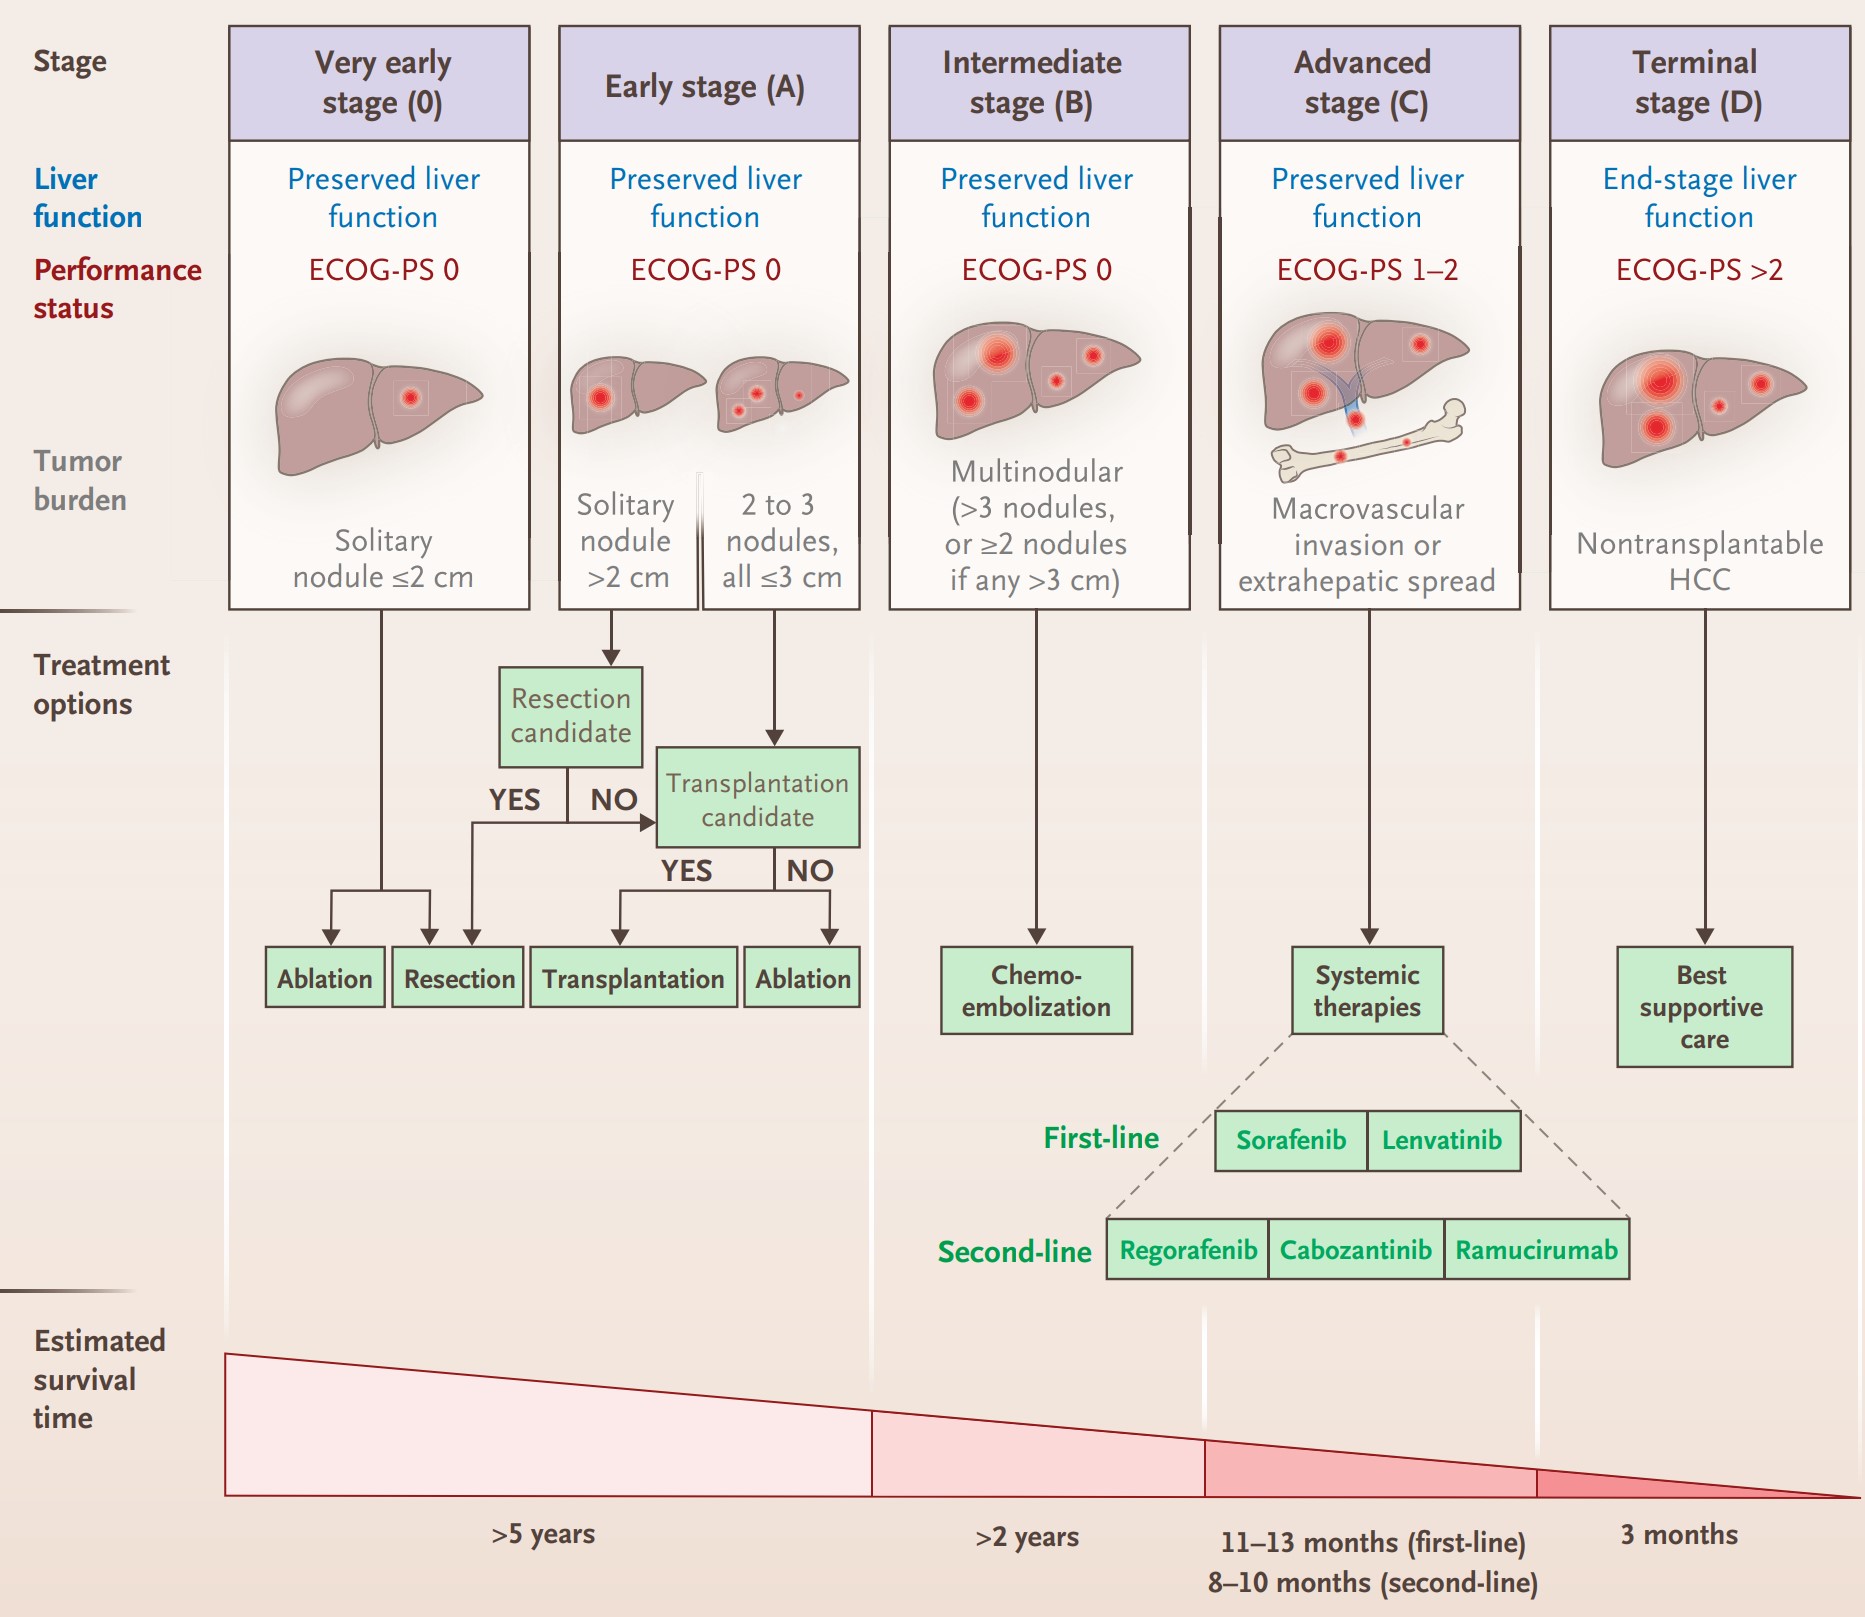 Stage
Very early
stage (0)
Early stage (A)
Intermediate
stage (B)
Advanced
stage (C)
Terminal
stage (D)
Liver
function
Preserved liver
function
Preserved liver
function
Preserved liver
function
Preserved liver
function
End-stage liver
function
Performance
status
ECOG-PS 0
ECOG-PS 0
ECOG-PS 0
ECOG-PS 1–2
ECOG-PS >2
Tumor
burden
Solitary
nodule ≤2 cm
Solitary
nodule
>2 cm
2 to 3
nodules,
all ≤3 cm
Multinodular
(>3 nodules,
or ≥2 nodules
if any >3 cm)
Macrovascular
invasion or
extrahepatic spread
Nontransplantable
HCC
Treatment
options
Resection
candidate
YES
NO
Transplantation
candidate
YES
NO
Ablation
Resection
Transplantation
Ablation
Chemo-
embolization
Systemic
therapies
Best
supportive
care
First-line
Sorafenib
Lenvatinib
Second-line
Regorafenib
Cabozantinib
Ramucirumab
Estimated
survival
time
>5 years
>2 years
11–13 months (first-line)
8–10 months (second-line)
3 months